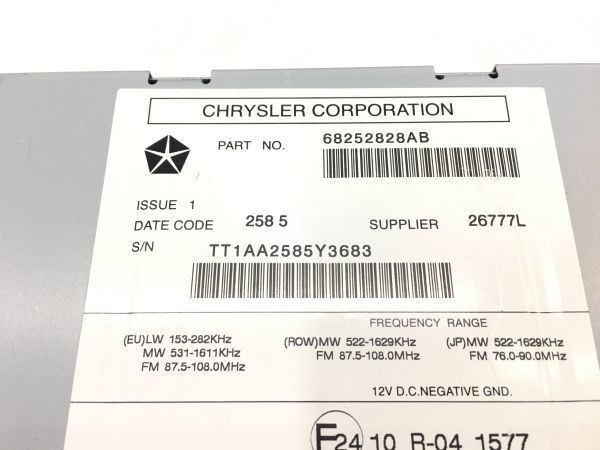 CHRYSLER CORPORATION
PART NO. 68252828AB
ISSUE 1
DATE CODE 258 5 SUPPLIER 26777L
S/N TT1AA2585Y3683
FREQUENCY RANGE
(EU)LW 153-282KHz (ROW)MW 522-1629KHz (JP)MW 522-1629KHz
MW 531-1611KHz FM 87.5-108.0MHz FM 76.0-90.0MHz
FM 87.5-108.0MHz
12V D.C.NEGATIVE GND.
E24 10 R-04 1577